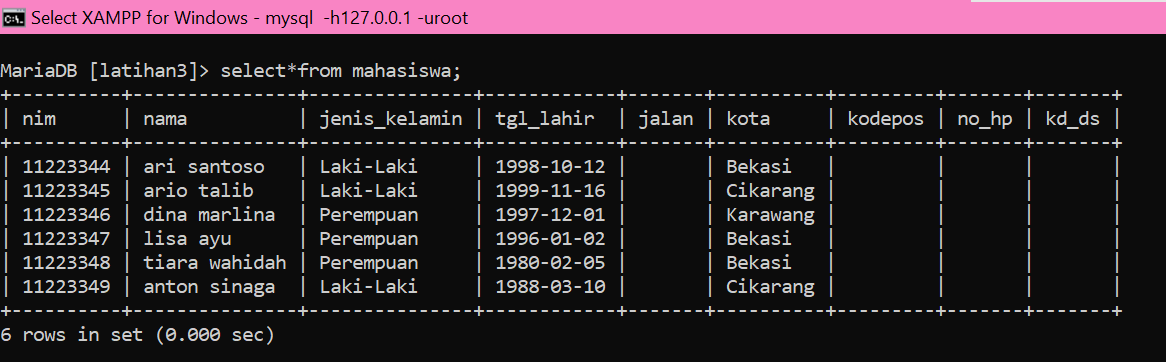 Select XAMPP for Windows - mysql  -h127.0.0.1 -uroot
MariaDB [latihan3]> select*from mahasiswa;
+----------+---------------+---------------+------------+-------+----------+---------+-------+-------+
| nim      | nama          | jenis_kelamin | tgl_lahir  | jalan | kota     | kodepos | no_hp | kd_ds |
+----------+---------------+---------------+------------+-------+----------+---------+-------+-------+
| 11223344 | ari santoso   | Laki-Laki     | 1998-10-12 |       | Bekasi   |         |       |       |
| 11223345 | ario talib    | Laki-Laki     | 1999-11-16 |       | Cikarang |         |       |       |
| 11223346 | dina marlina  | Perempuan     | 1997-12-01 |       | Karawang |         |       |       |
| 11223347 | lisa ayu      | Perempuan     | 1996-01-02 |       | Bekasi   |         |       |       |
| 11223348 | tiara wahidah | Perempuan     | 1980-02-05 |       | Bekasi   |         |       |       |
| 11223349 | anton sinaga  | Laki-Laki     | 1988-03-10 |       | Cikarang |         |       |       |
+----------+---------------+---------------+------------+-------+----------+---------+-------+-------+
6 rows in set (0.000 sec)